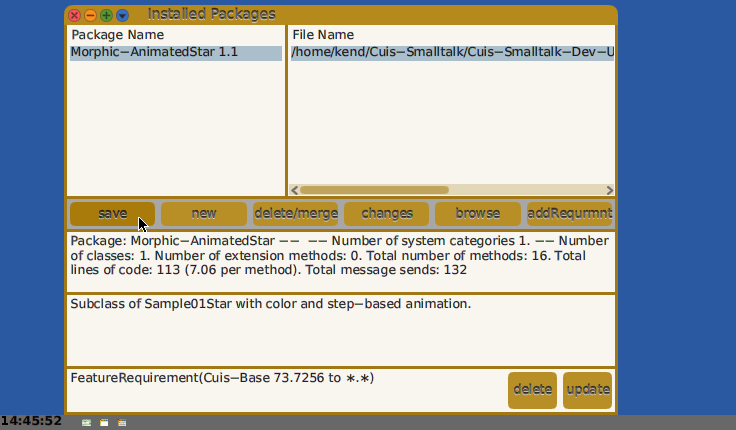 Installed Packages
Package Name
File Name
Morphic-AnimatedStar 1.1
/home/kend/Cuis-Smalltalk/Cuis-Smalltalk-Dev-U
save
new
delete/merge
changes
browse
addRequrmnt
Package: Morphic-AnimatedStar -- -- Number of system categories 1. -- Number
of classes: 1. Number of extension methods: 0. Total number of methods: 16. Total
lines of code: 113 (7.06 per method). Total message sends: 132
Subclass of Sample01Star with color and step-based animation.
FeatureRequirement(Cuis-Base 73.7256 to *.*)
delete
update
14:45:52